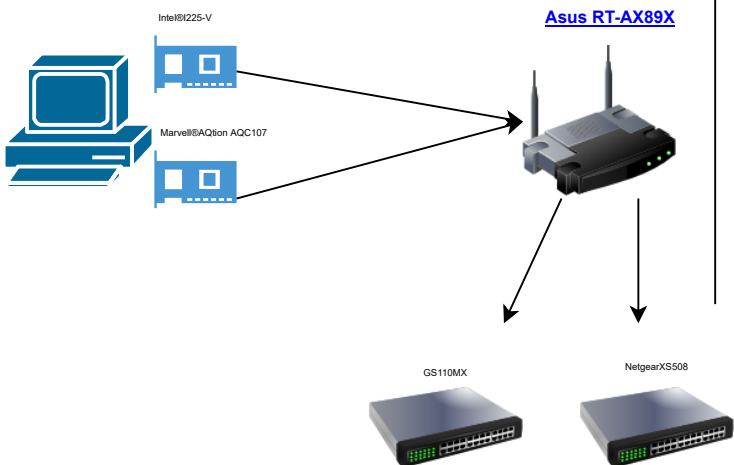 Intel®I225-V
Asus RT-AX89X
Marvell®AQtion AQC107
GS110MX
NetgearXS508